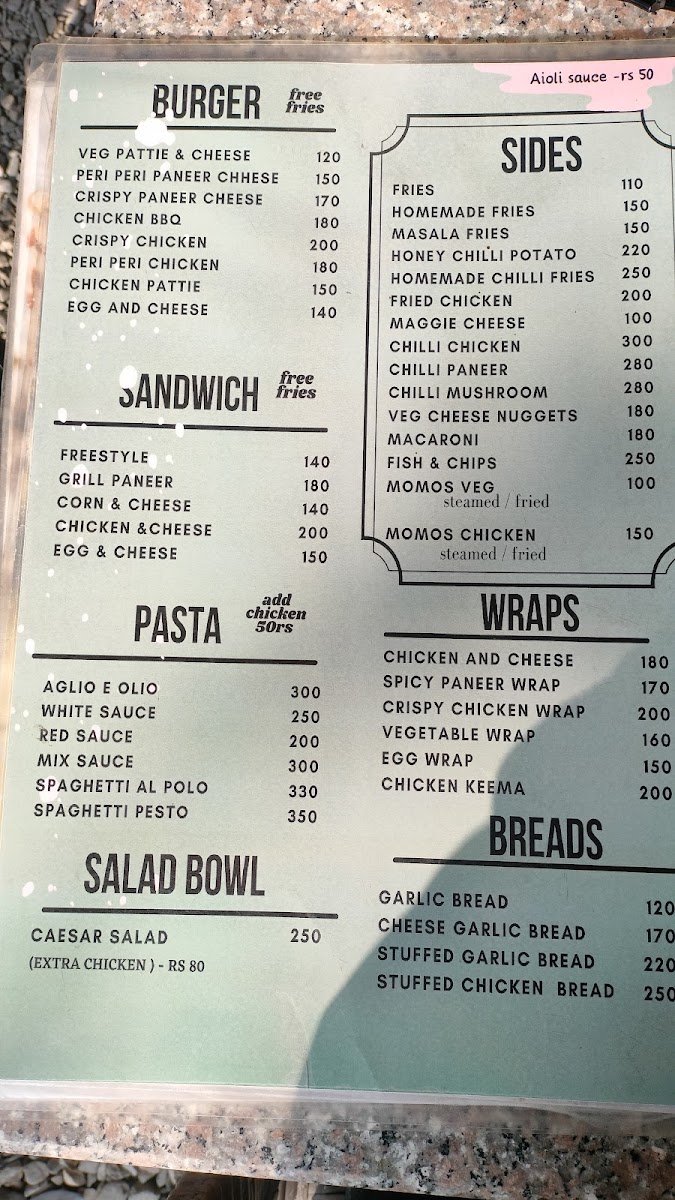 Aioli sauce -rs 50
BURGER free fries
VEG PATTIE & CHEESE 120
PERI PERI PANEER CHHESE 150
CRISPY PANEER CHEESE 170
CHICKEN BBQ 180
CRISPY CHICKEN 200
PERI PERI CHICKEN 180
CHICKEN PATTIE 150
EGG AND CHEESE 140
SANDWICH free fries
FREESTYLE 140
GRILL PANEER 180
CORN & CHEESE 140
CHICKEN &CHEESE 200
EGG & CHEESE 150
PASTA add chicken 50rs
AGLIO E OLIO 300
WHITE SAUCE 250
RED SAUCE 200
MIX SAUCE 300
SPAGHETTI AL POLO 330
SPAGHETTI PESTO 350
SALAD BOWL
CAESAR SALAD 250
(EXTRA CHICKEN ) - RS 80
SIDES
FRIES 110
HOMEMADE FRIES 150
MASALA FRIES 150
HONEY CHILLI POTATO 220
HOMEMADE CHILLI FRIES 250
FRIED CHICKEN 200
MAGGIE CHEESE 100
CHILLI CHICKEN 300
CHILLI PANEER 280
CHILLI MUSHROOM 280
VEG CHEESE NUGGETS 180
MACARONI 180
FISH & CHIPS 250
MOMOS VEG 100
steamed / fried
MOMOS CHICKEN 150
steamed / fried
WRAPS
CHICKEN AND CHEESE 180
SPICY PANEER WRAP 170
CRISPY CHICKEN WRAP 200
VEGETABLE WRAP 160
EGG WRAP 150
CHICKEN KEEMA 200
BREADS
GARLIC BREAD 120
CHEESE GARLIC BREAD 170
STUFFED GARLIC BREAD 220
STUFFED CHICKEN BREAD 250